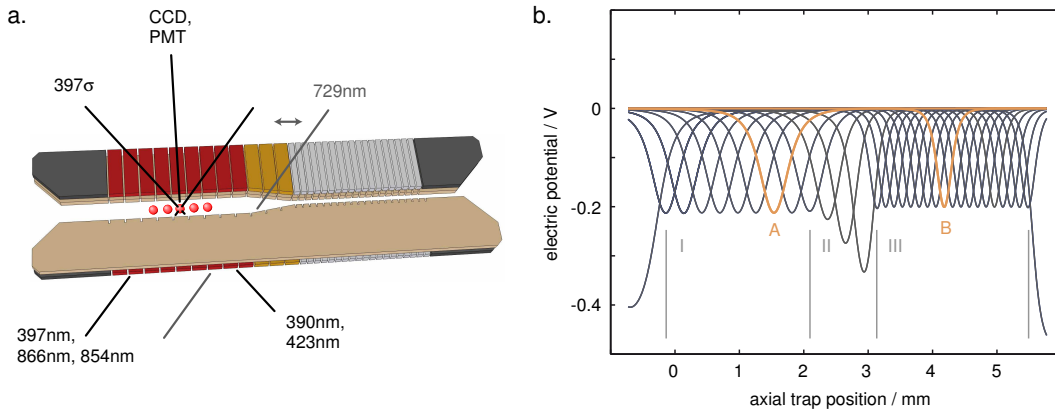 a.
CCD,
PMT
397σ
729nm
397nm,
866nm, 854nm
390nm,
423nm
b.
electric potential / V
0
-0.2
-0.4
A
B
I
II
III
0
1
2
3
4
5
axial trap position / mm